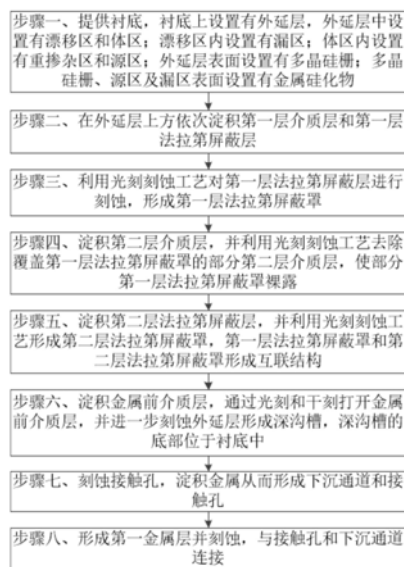 步骤一、提供衬底，衬底上设置有外延层，外延层中设
置有漂移区和体区；漂移区内设置有漏区；体区内设置
有重掺杂区和源区；外延层表面设置有多晶硅栅；多晶
硅栅、源区及漏区表面设置有金属硅化物
步骤二、在外延层上方依次淀积第一层介质层和第一层
法拉第屏蔽层
步骤三、利用光刻刻蚀工艺对第一层法拉第屏蔽层进行
刻蚀，形成第一层法拉第屏蔽罩
步骤四、淀积第二层介质层，并利用光刻刻蚀工艺去除
覆盖第一层法拉第屏蔽罩的部分第二层介质层，使部分
第一层法拉第屏蔽罩裸露
步骤五、淀积第二层法拉第屏蔽层，并利用光刻刻蚀工
艺形成第二层法拉第屏蔽罩，第一层法拉第屏蔽罩和第
二层法拉第屏蔽罩形成互联结构
步骤六、淀积金属前介质层，通过光刻和干刻打开金属
前介质层，并进一步刻蚀外延层形成深沟槽，深沟槽的
底部位于衬底中
步骤七、刻蚀接触孔，淀积金属从而形成下沉通道和接
触孔
步骤八、形成第一金属层并刻蚀，与接触孔和下沉通道
连接